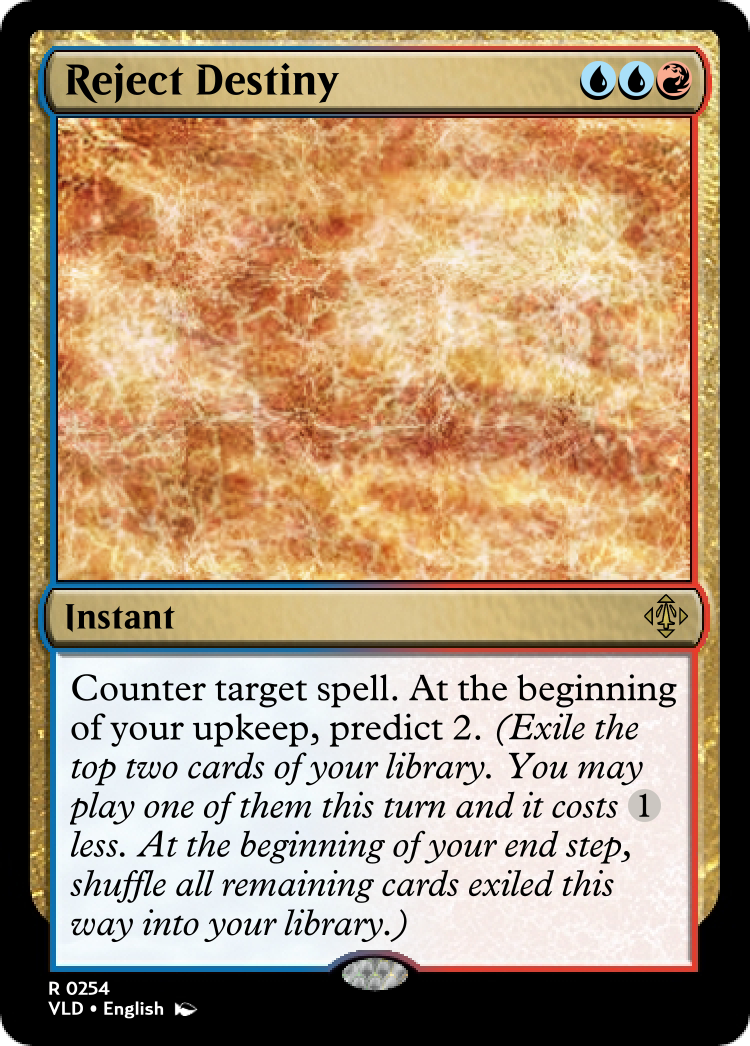 Reject Destiny
Instant
Counter target spell. At the beginning
of your upkeep, predict 2. (Exile the
top two cards of your library. You may
play one of them this turn and it costs 1
less. At the beginning of your end step,
shuffle all remaining cards exiled this
way into your library.)
R 0254
VLD • English